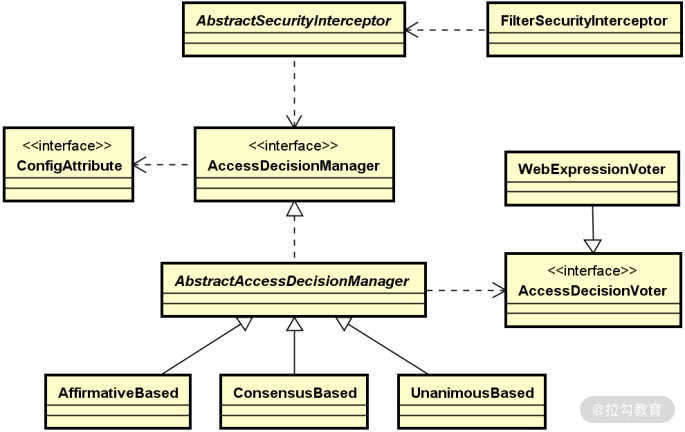 AbstractSecurityInterceptor
FilterSecurityInterceptor
<<interface>>
ConfigAttribute
<<interface>>
AccessDecisionManager
WebExpressionVoter
AbstractAccessDecisionManager
<<interface>>
AccessDecisionVoter
AffirmativeBased
ConsensusBased
UnanimousBased
@拉勾教育